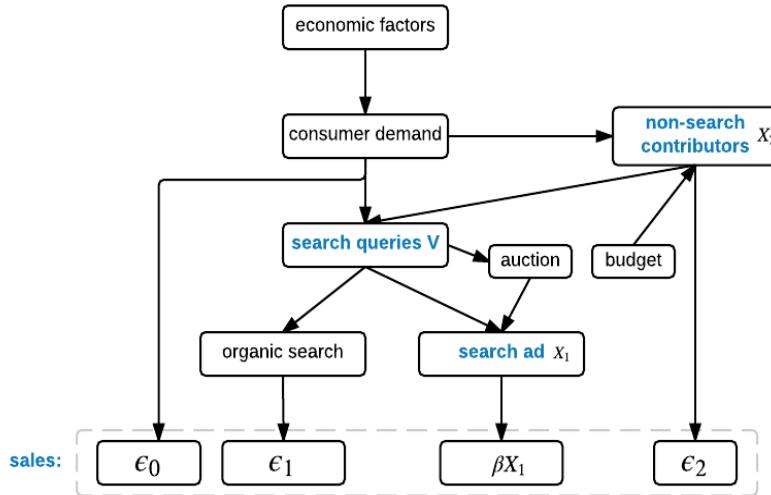 economic factors
consumer demand
non-search
contributors X₂
search queries V
auction
budget
organic search
search ad X₁
sales:
ϵ₀
ϵ₁
βX₁
ϵ₂